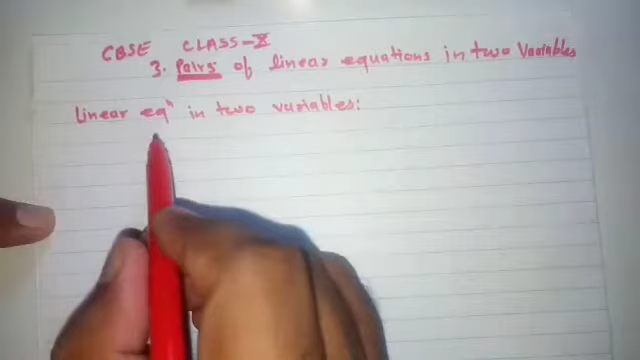 CBSE CLASS-X
3. Pairs of linear equations in two Variables
Linear eqⁿ in two variables: